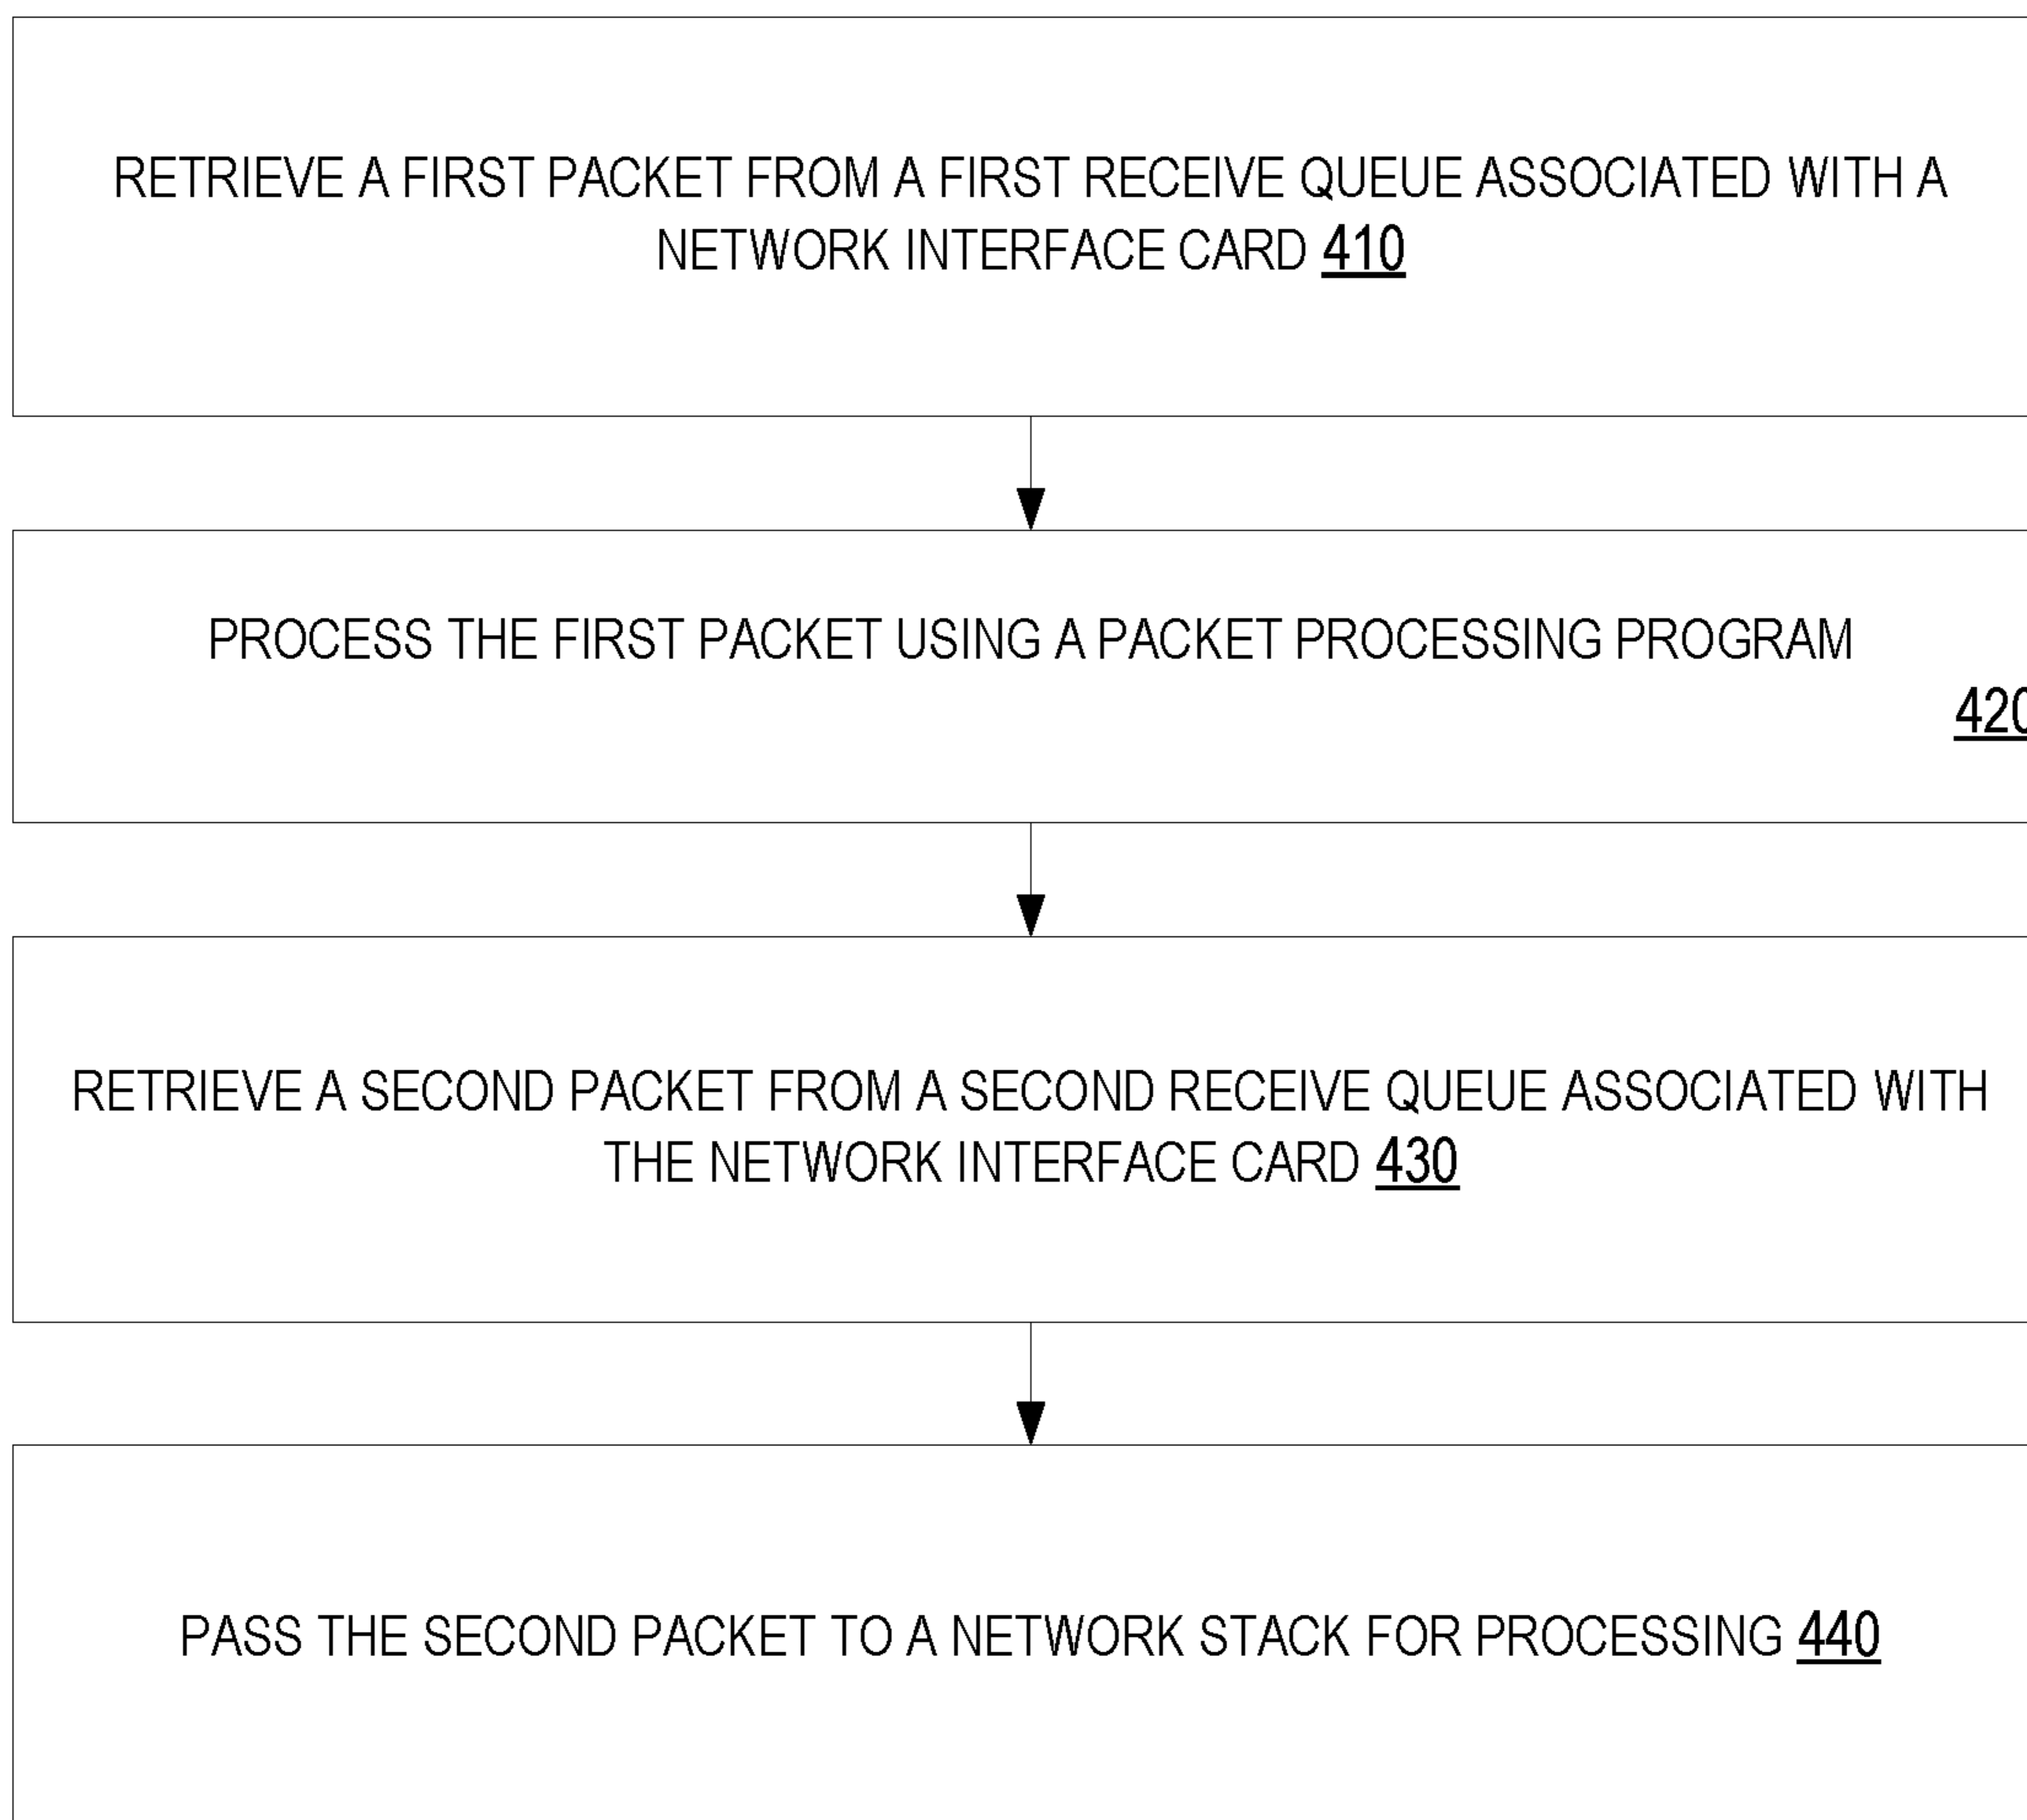 RETRIEVE A FIRST PACKET FROM A FIRST RECEIVE QUEUE ASSOCIATED WITH A
NETWORK INTERFACE CARD 410
PROCESS THE FIRST PACKET USING A PACKET PROCESSING PROGRAM
420
RETRIEVE A SECOND PACKET FROM A SECOND RECEIVE QUEUE ASSOCIATED WITH
THE NETWORK INTERFACE CARD 430
PASS THE SECOND PACKET TO A NETWORK STACK FOR PROCESSING 440